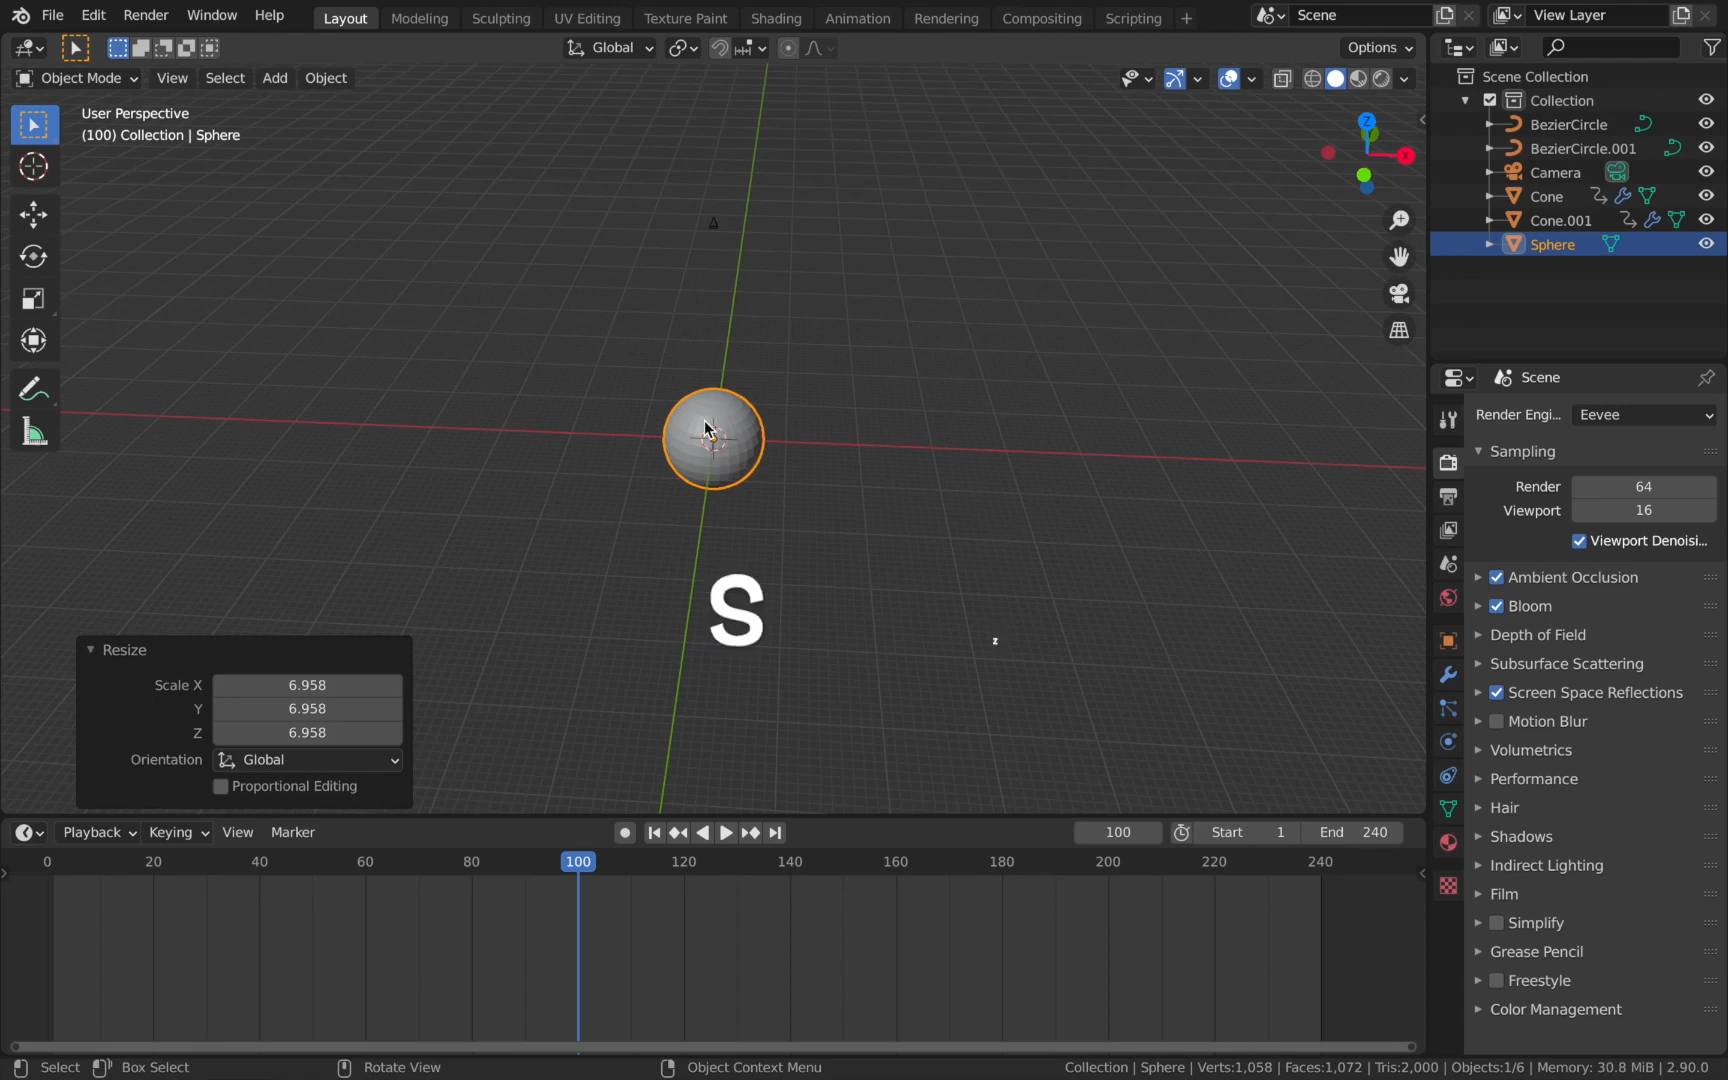 File Edit Render Window Help Layout Modeling Sculpting UV Editing Texture Paint Shading Animation Rendering Compositing Scripting + Scene View Layer
Global Options
Object Mode View Select Add Object
User Perspective
(100) Collection | Sphere
Z
X
S
z
Resize
Scale X 6.958
Y 6.958
Z 6.958
Orientation Global
Proportional Editing
Scene Collection
Collection
BezierCircle
BezierCircle.001
Camera
Cone
Cone.001
Sphere
Scene
Render Engi... Eevee
Sampling
Render 64
Viewport 16
Viewport Denoisi...
Ambient Occlusion
Bloom
Depth of Field
Subsurface Scattering
Screen Space Reflections
Motion Blur
Volumetrics
Performance
Hair
Shadows
Indirect Lighting
Film
Simplify
Grease Pencil
Freestyle
Color Management
Playback Keying View Marker 100 Start 1 End 240
0 20 40 60 80 100 120 140 160 180 200 220 240
Select Box Select Rotate View Object Context Menu Collection | Sphere | Verts:1,058 | Faces:1,072 | Tris:2,000 | Objects:1/6 | Memory: 30.8 MiB | 2.90.0